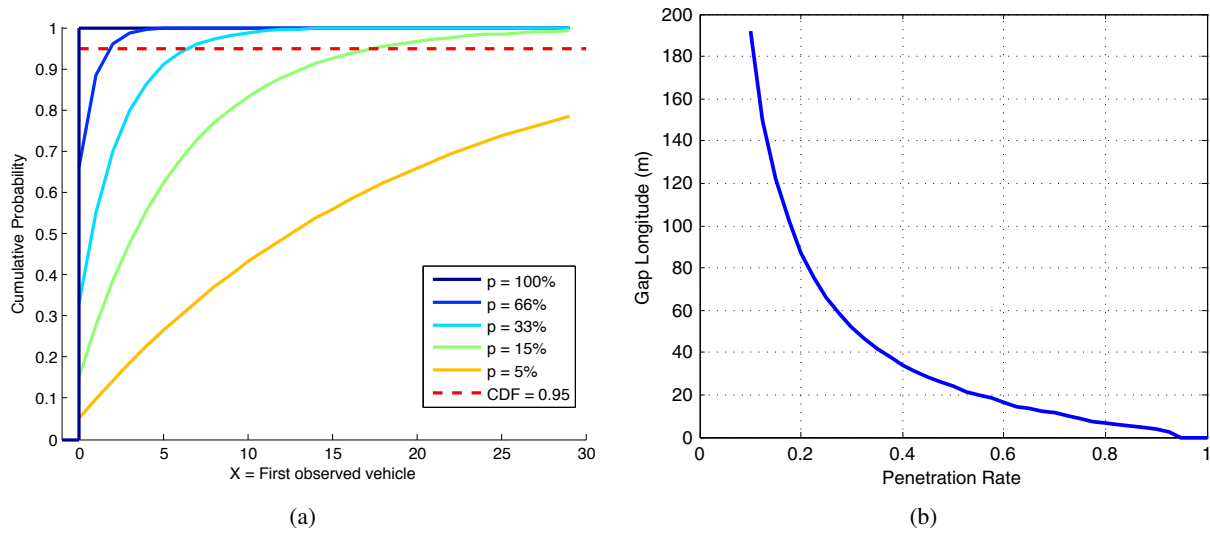 1
0.9
0.8
0.7
0.6
0.5
0.4
0.3
0.2
0.1
0
Cumulative Probability
p = 100%
p = 66%
p = 33%
p = 15%
p = 5%
CDF = 0.95
0 5 10 15 20 25 30
X = First observed vehicle
(a)
200
180
160
140
120
100
80
60
40
20
0
Gap Longitude (m)
0 0.2 0.4 0.6 0.8 1
Penetration Rate
(b)